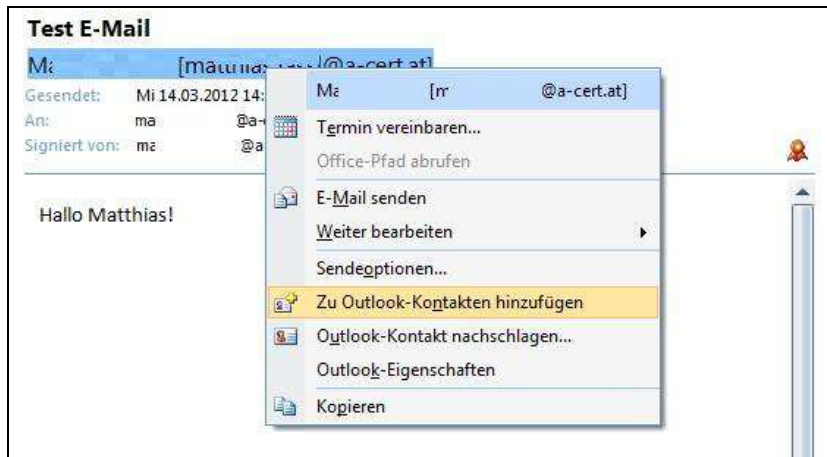 Test E-Mail
[matthias @a-cert.at]
Gesendet: Mi 14.03.2012 14:
An: ma @a-
Signiert von: ma @a
Hallo Matthias!
Ma [m @a-cert.at]
Termin vereinbaren...
Office-Pfad abrufen
E-Mail senden
Weiter bearbeiten
Sendeoptionen...
Zu Outlook-Kontakten hinzufügen
Outlook-Kontakt nachschlagen...
Outlook-Eigenschaften
Kopieren